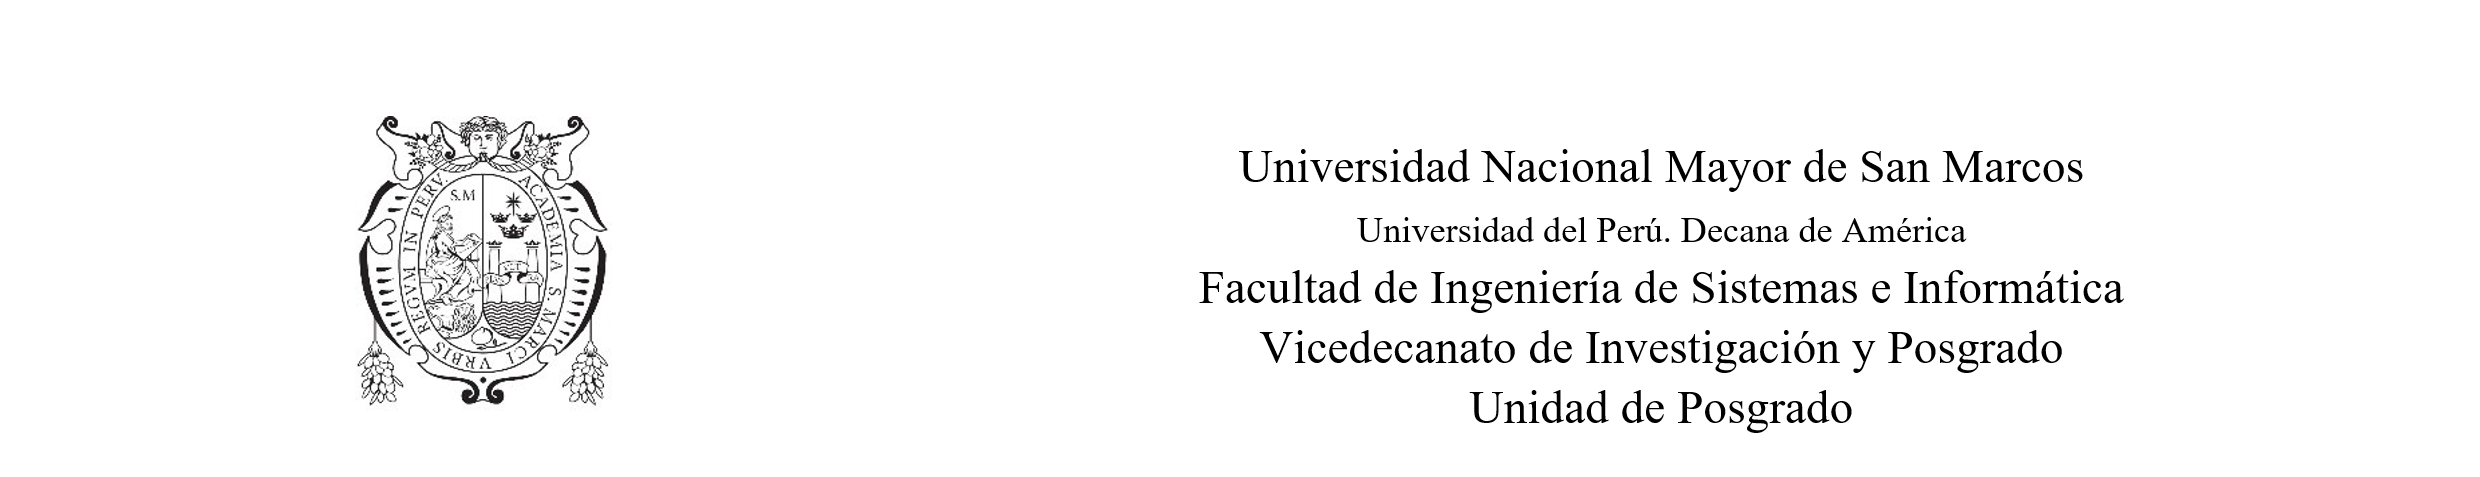 S.M
ACADEMIA S. MARCI VRBIS REGVM IN PERV.
Universidad Nacional Mayor de San Marcos
Universidad del Perú. Decana de América
Facultad de Ingeniería de Sistemas e Informática
Vicedecanato de Investigación y Posgrado
Unidad de Posgrado